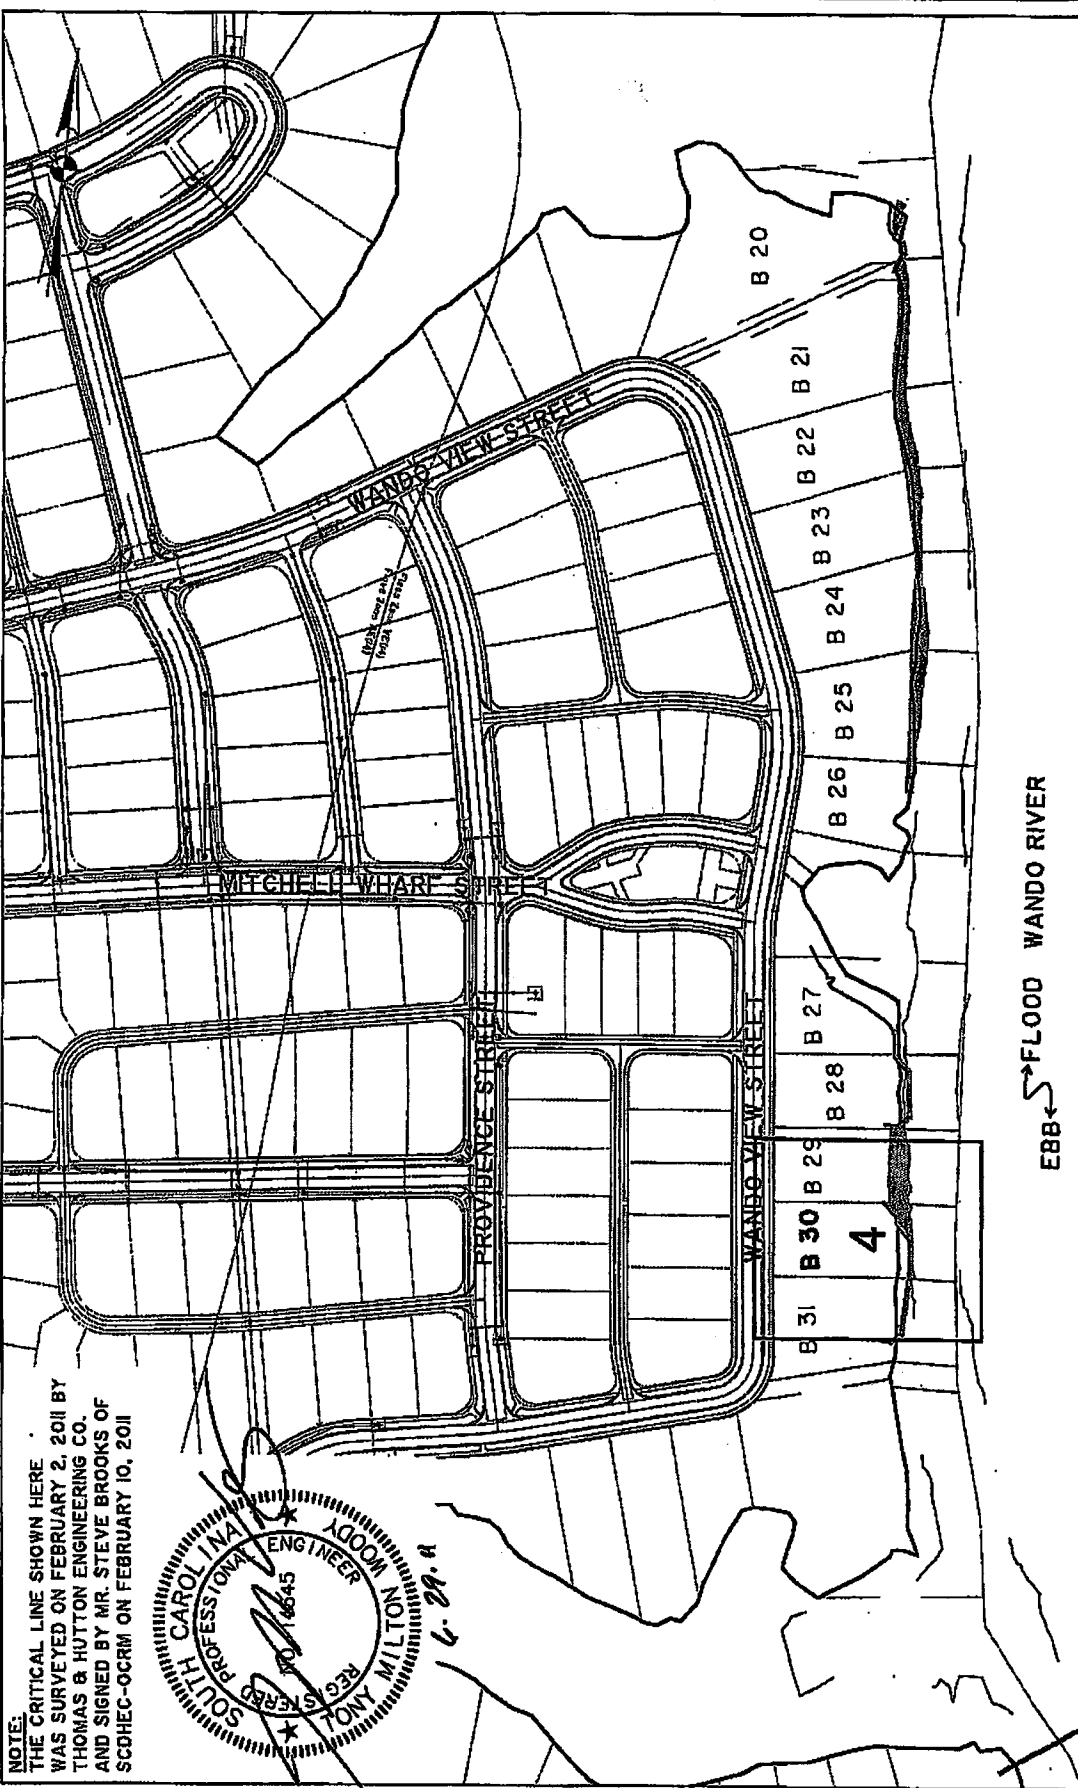 NOTE:
THE CRITICAL LINE SHOWN HERE
WAS SURVEYED ON FEBRUARY 2, 2011 BY
THOMAS & HUTTON ENGINEERING CO.
AND SIGNED BY MR. STEVE BROOKS OF
SCDHEC-OCRM ON FEBRUARY 10, 2011
SOUTH CAROLINA
REGISTERED PROFESSIONAL ENGINEER
TONY MILTON WOODY
WANDO VIEW STREET
MITCHELL WHARF STREET
PROVIDENCE STREET
WANDO VIEW STREET
B 31
B 30
B 29
B 28
B 27
B 26
B 25
B 24
B 23
B 22
B 21
B 20
4
EBB FLOOD WANDO RIVER